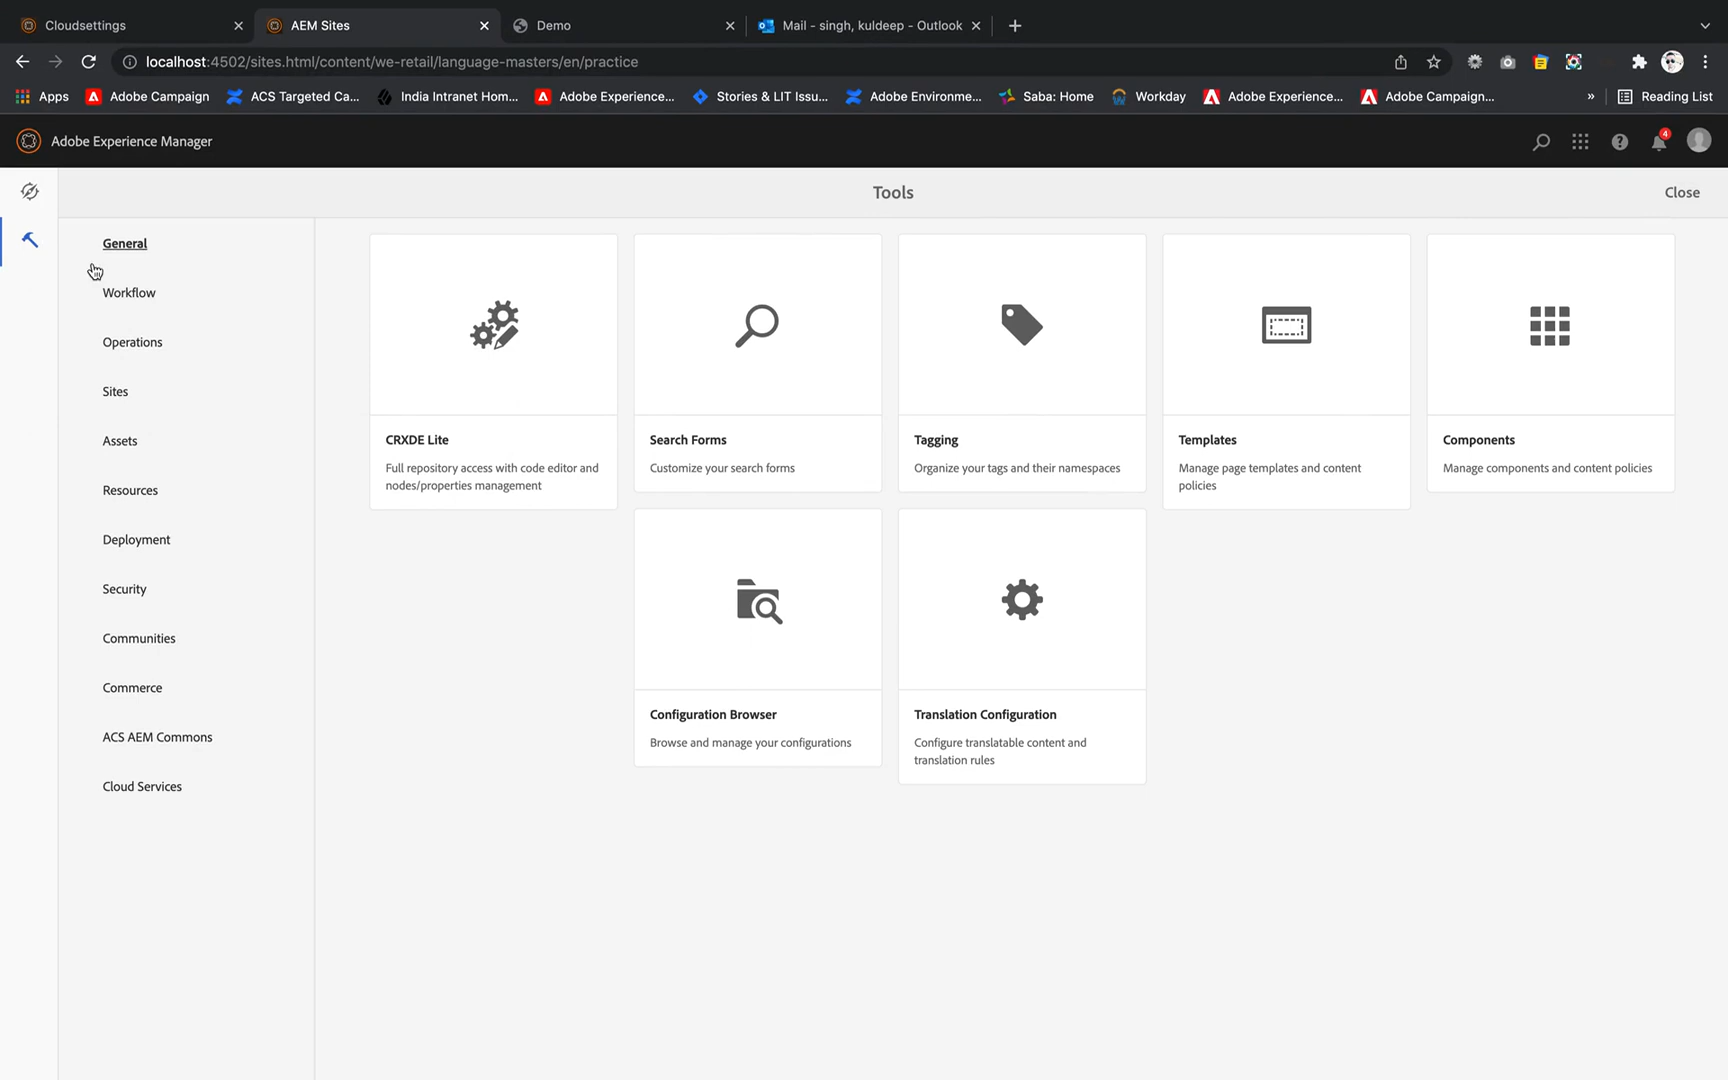 Cloudsettings
AEM Sites
Demo
Mail - singh, kuldeep - Outlook
localhost:4502/sites.html/content/we-retail/language-masters/en/practice
Apps
Adobe Campaign
ACS Targeted Ca...
India Intranet Hom...
Adobe Experience...
Stories & LIT Issu...
Adobe Environme...
Saba: Home
Workday
Adobe Experience...
Adobe Campaign...
»
Reading List
Adobe Experience Manager
4
Tools
Close
General
Workflow
Operations
Sites
Assets
Resources
Deployment
Security
Communities
Commerce
ACS AEM Commons
Cloud Services
CRXDE Lite
Full repository access with code editor and
nodes/properties management
Search Forms
Customize your search forms
Tagging
Organize your tags and their namespaces
Templates
Manage page templates and content
policies
Components
Manage components and content policies
Configuration Browser
Browse and manage your configurations
Translation Configuration
Configure translatable content and
translation rules